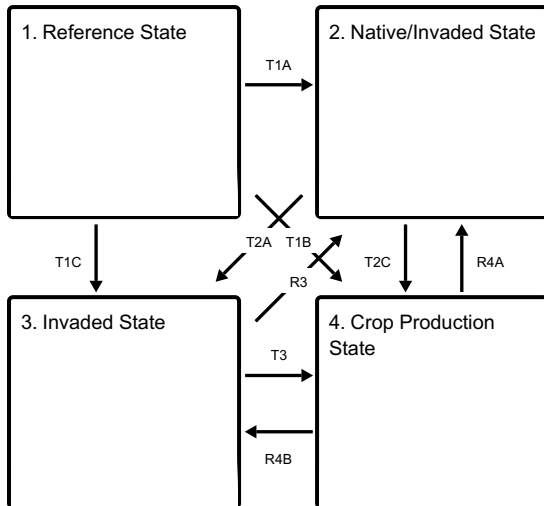 1. Reference State
2. Native/Invaded State
T1A
T2A
T1B
T1C
T2C
R4A
R3
3. Invaded State
4. Crop Production
State
T3
R4B